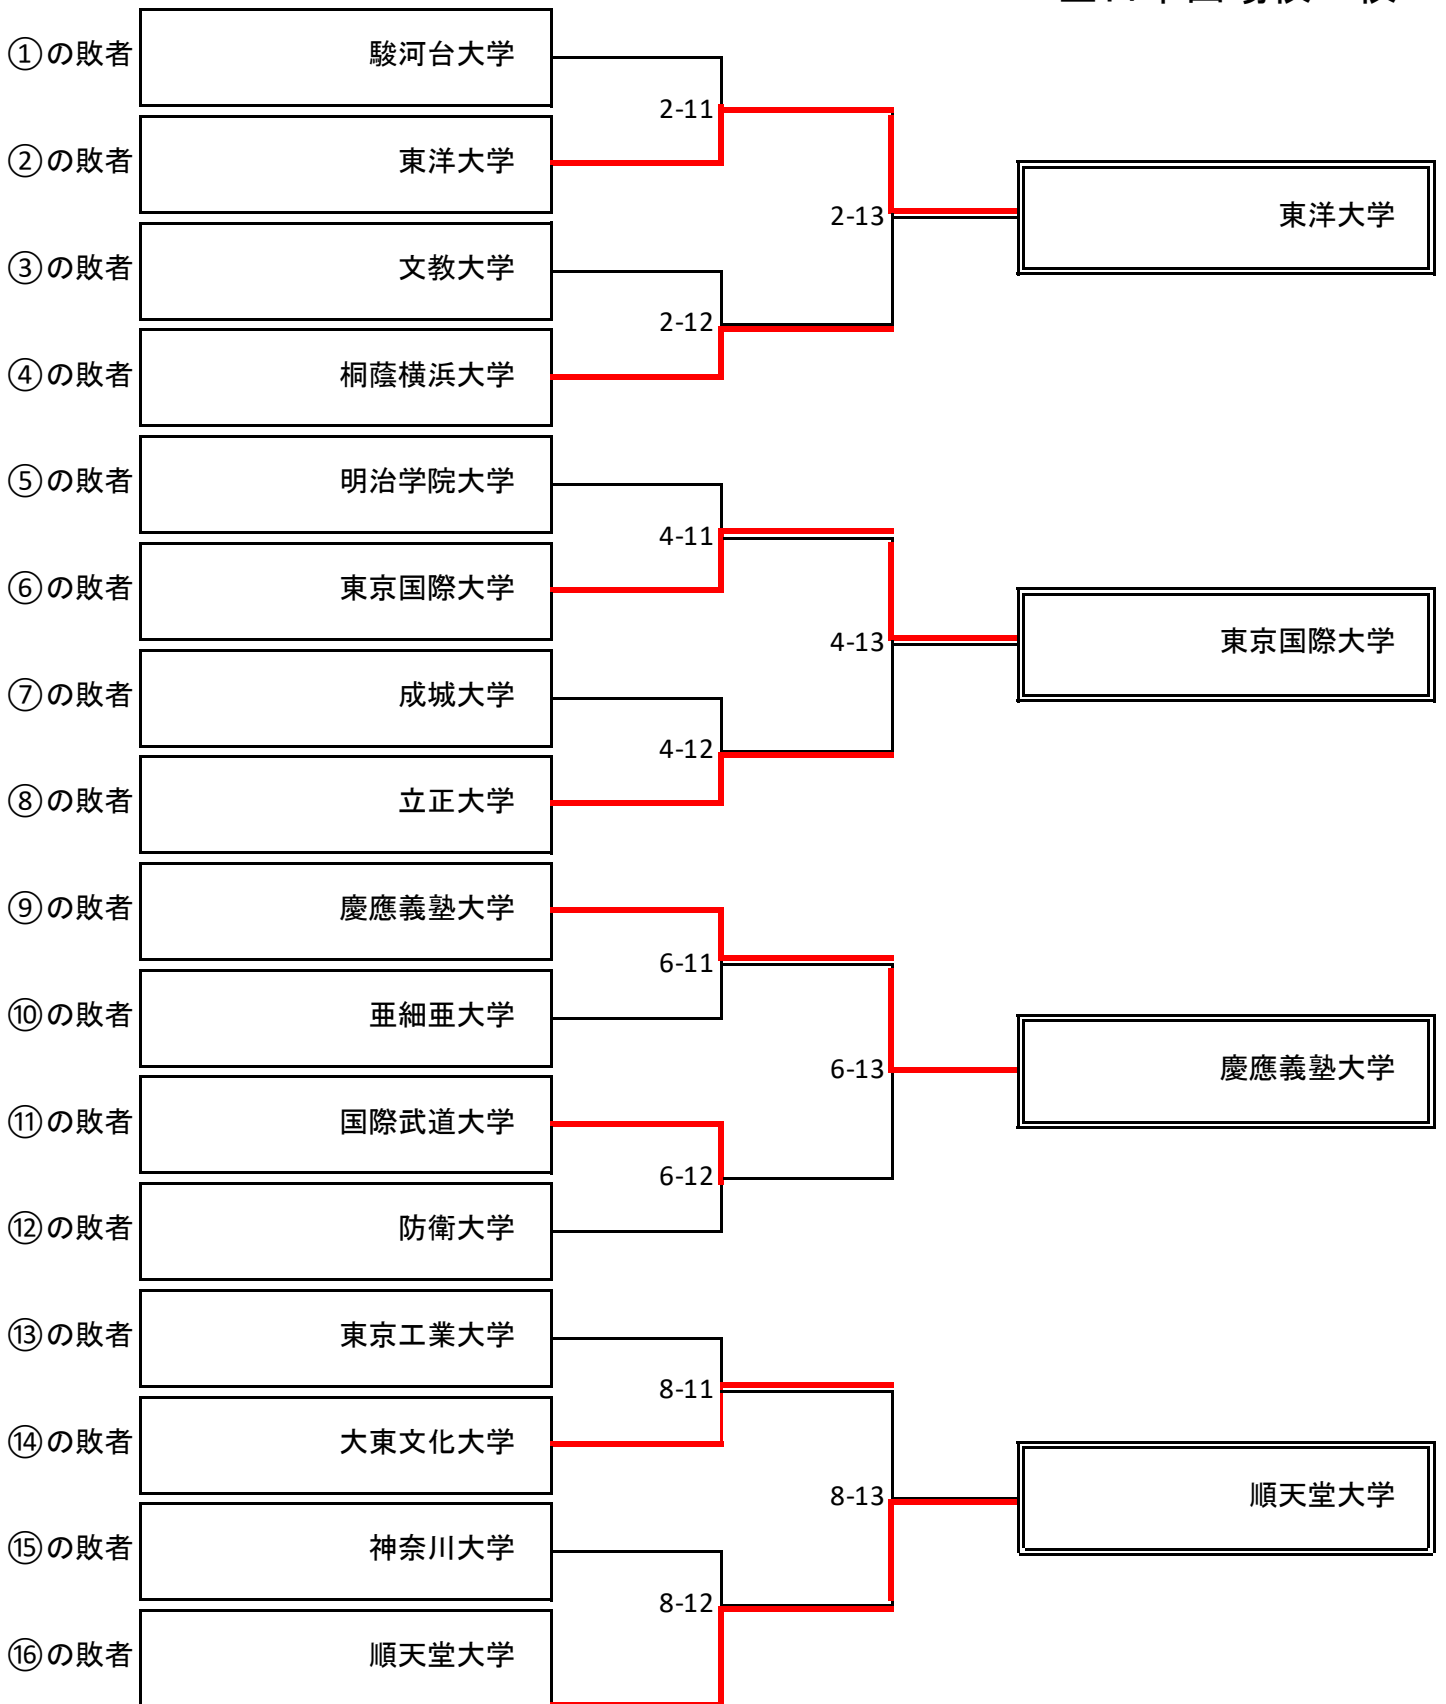 ①の敗者 駿河台大学
2-11
②の敗者 東洋大学
2-13 東洋大学
③の敗者 文教大学
2-12
④の敗者 桐蔭横浜大学
⑤の敗者 明治学院大学
4-11
⑥の敗者 東京国際大学
4-13 東京国際大学
⑦の敗者 成城大学
4-12
⑧の敗者 立正大学
⑨の敗者 慶應義塾大学
6-11
⑩の敗者 亜細亜大学
6-13 慶應義塾大学
⑪の敗者 国際武道大学
6-12
⑫の敗者 防衛大学
⑬の敗者 東京工業大学
8-11
⑭の敗者 大東文化大学
8-13 順天堂大学
⑮の敗者 神奈川大学
8-12
⑯の敗者 順天堂大学